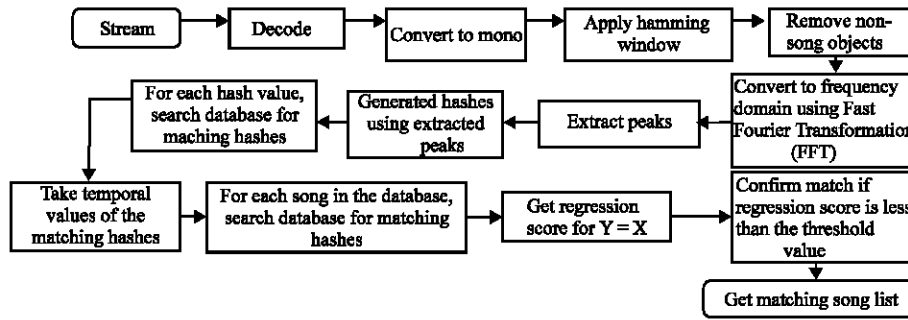 Stream
Decode
Convert to mono
Apply hamming
window
Remove non-
song objects
Convert to frequency
domain using Fast
Fourier Transformation
(FFT)
Extract peaks
Generated hashes
using extracted
peaks
For each hash value,
search database for
maching hashes
Take temporal
values of the
matching hashes
For each song in the database,
search database for matching
hashes
Get regression
score for Y = X
Confirm match if
regression score is less
than the threshold
value
Get matching song list